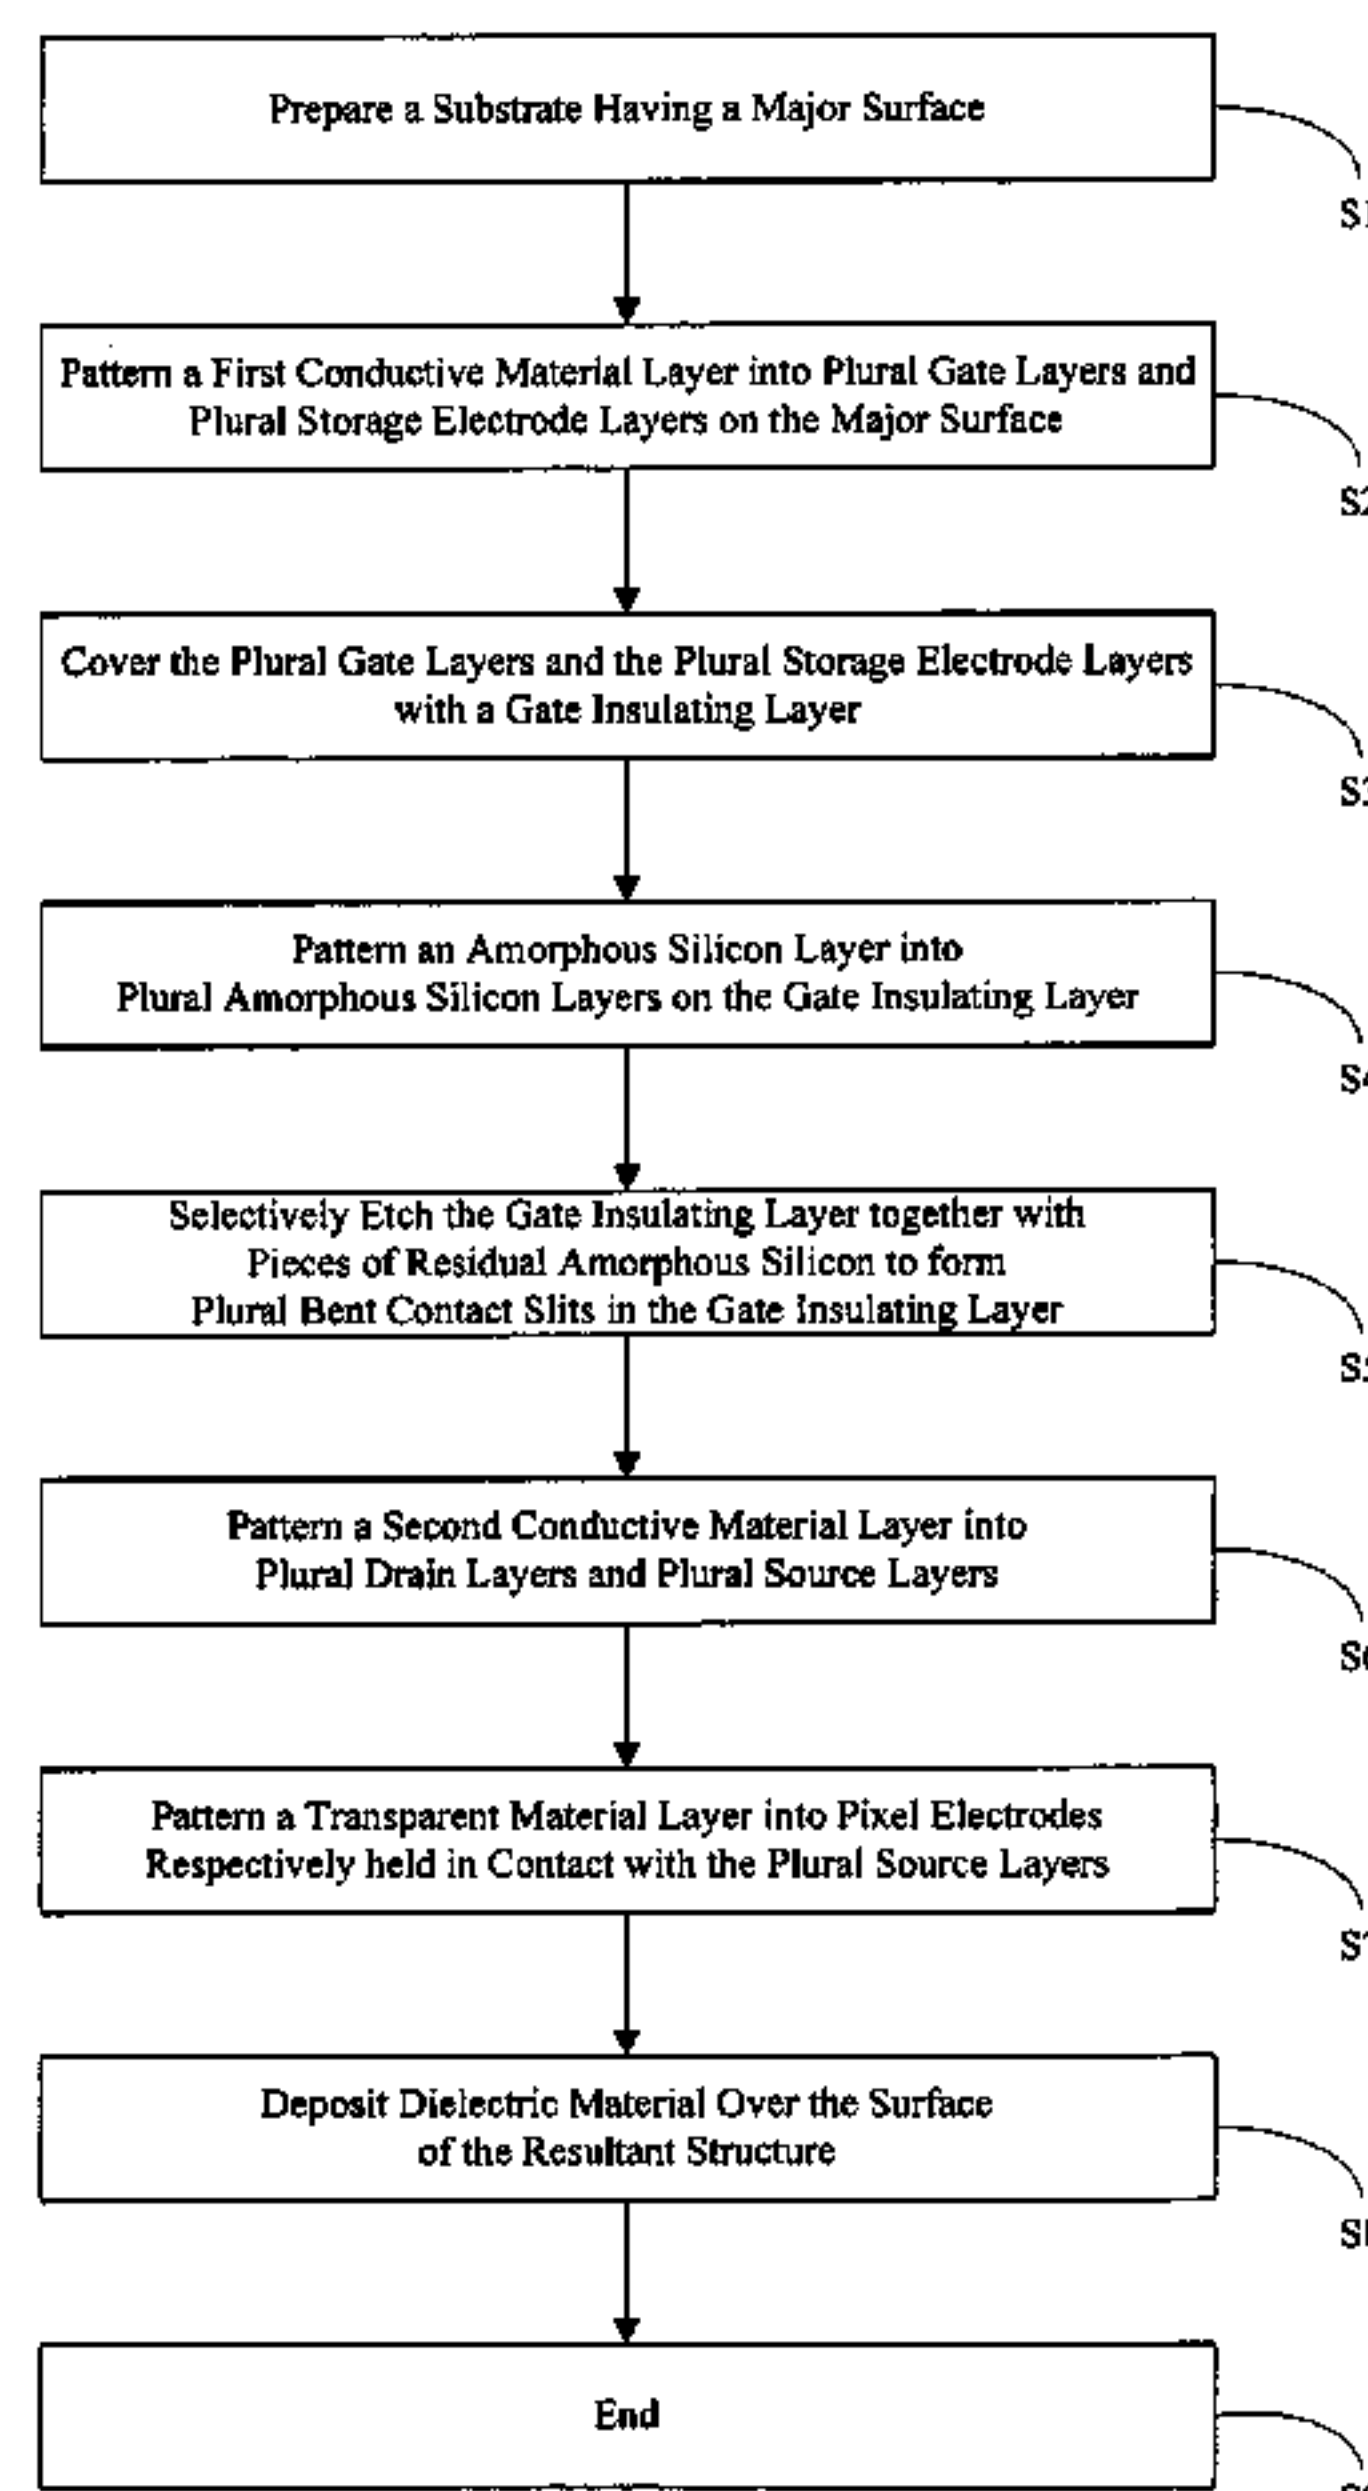 Prepare a Substrate Having a Major Surface
S1
Pattern a First Conductive Material Layer into Plural Gate Layers and
Plural Storage Electrode Layers on the Major Surface
S2
Cover the Plural Gate Layers and the Plural Storage Electrode Layers
with a Gate Insulating Layer
S3
Pattern an Amorphous Silicon Layer into
Plural Amorphous Silicon Layers on the Gate Insulating Layer
S4
Selectively Etch the Gate Insulating Layer together with
Pieces of Residual Amorphous Silicon to form
Plural Bent Contact Slits in the Gate Insulating Layer
Pattern a Second Conductive Material Layer into
Plural Drain Layers and Plural Source Layers
Pattern a Transparent Material Layer into Pixel Electrodes
Respectively held in Contact with the Plural Source Layers
Deposit Dielectric Material Over the Surface
of the Resultant Structure
End